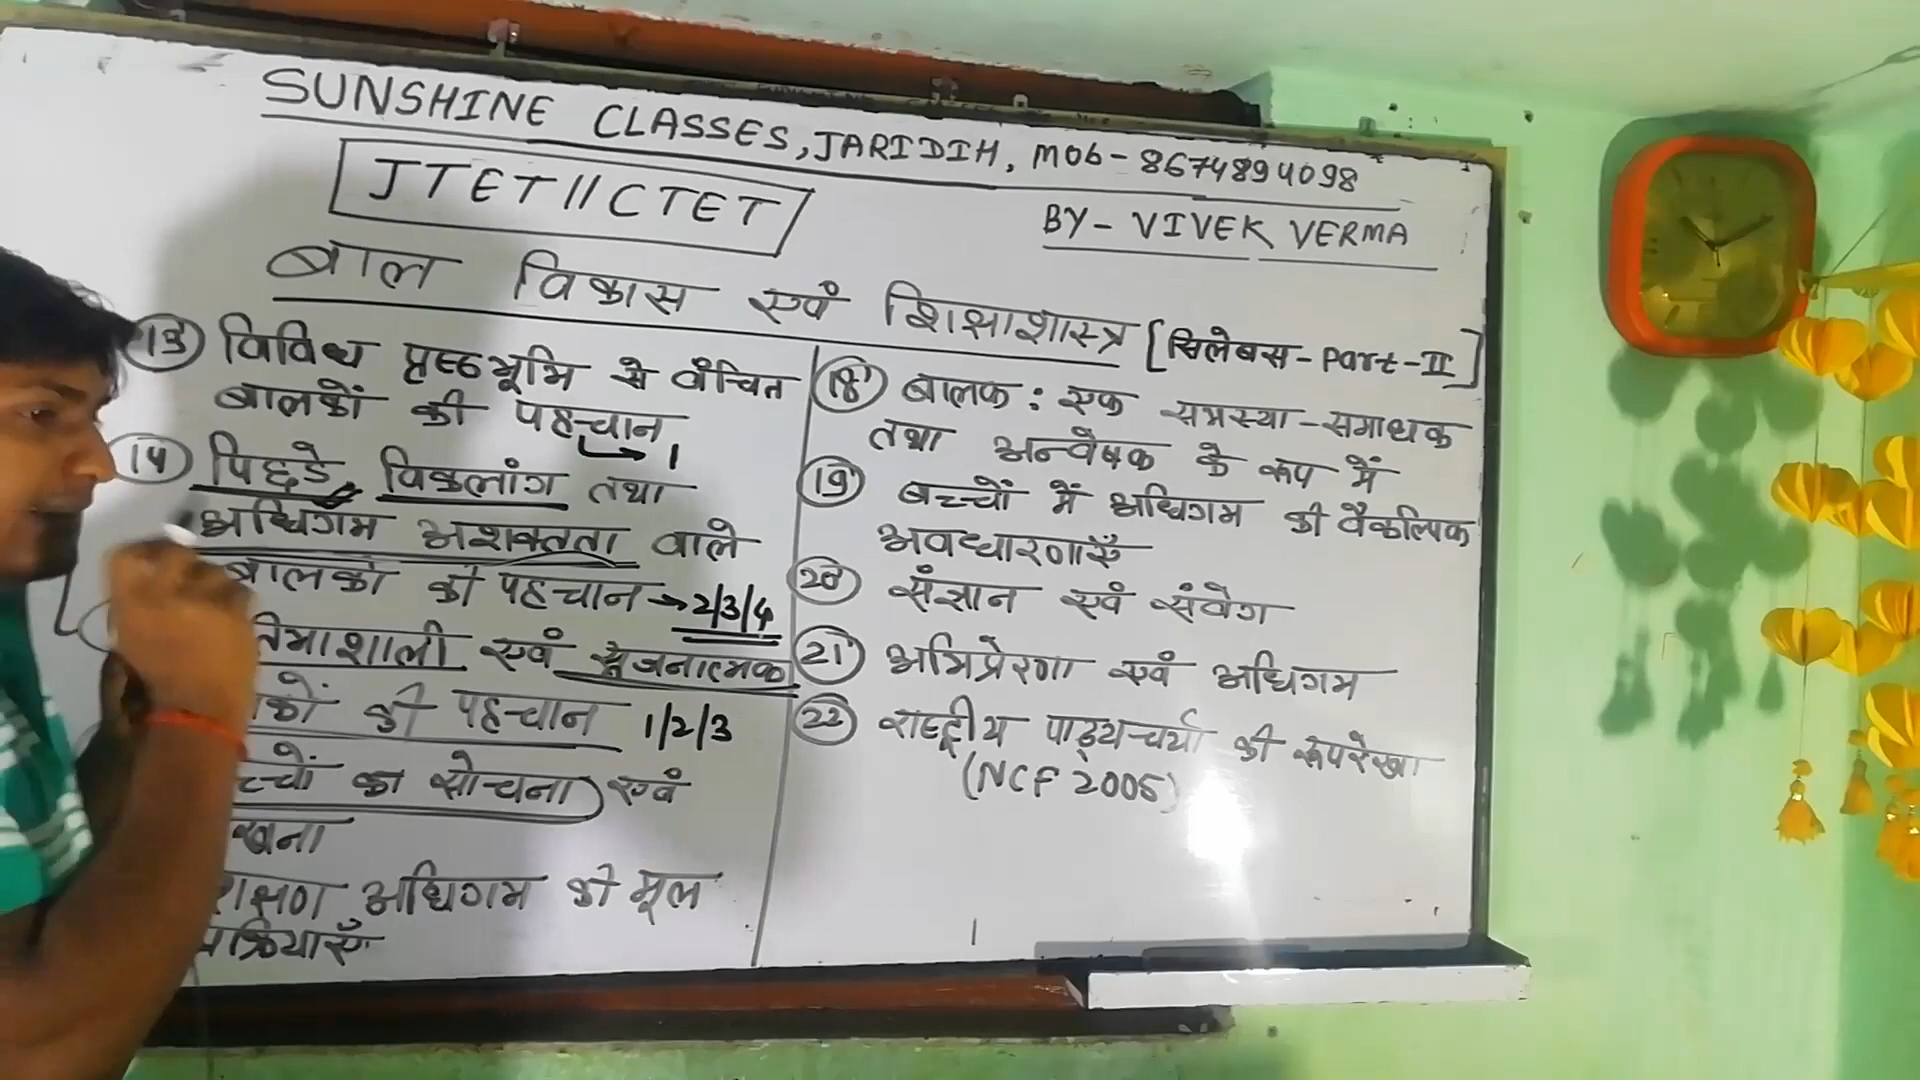 SUNSHINE CLASSES, JARIDIH, MOb-8674894098
JTET//CTET
BY- VIVEK VERMA
बाल विकास एवं शिक्षाशास्त्र [सिलेबस-Part-II]
13 विविध पृष्ठभूमि से वंचित
बालकों की पहचान
→1
14 पिछडे, विकलांग तथा
अधिगम अशक्तता वाले
बालकों की पहचान→2/3/4
तिभाशाली एवं सृजनात्मक
कों की पहचान 1/2/3
च्चों का सोचना एवं
खना
क्षण अधिगम की मूल
प्रक्रियाएँ
18 बालक: एक समस्या-समाधक
तथा अन्वेषक के रूप में
19 बच्चों में अधिगम की वैकल्पिक
अवधारणाएँ
20 संज्ञान एवं संवेग
21 अभिप्रेरणा एवं अधिगम
22 राष्ट्रीय पाठ्यचर्या की रूपरेखा
(NCF 2005)